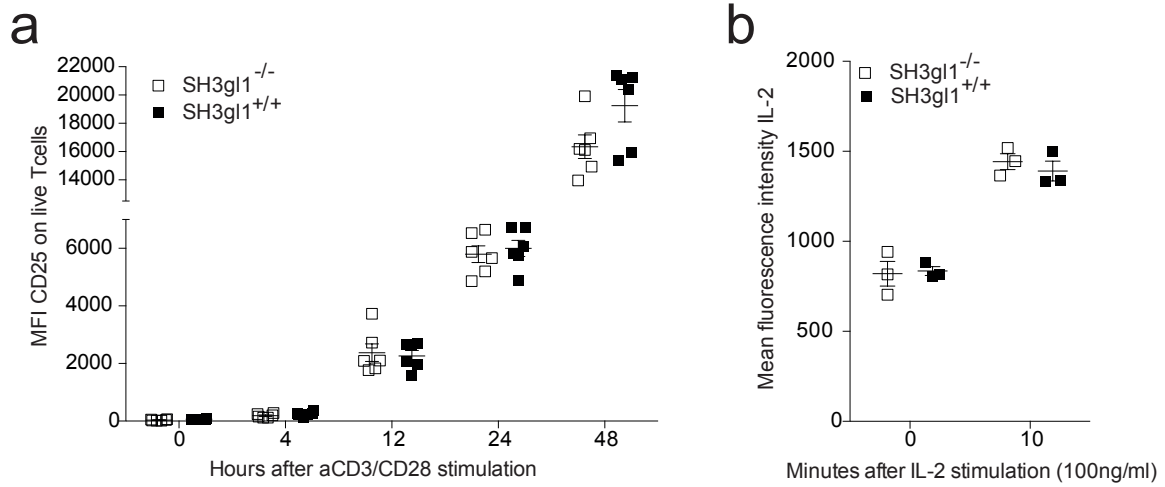 a
MFI CD25 on live Tcells
22000
20000
18000
16000
14000
6000
4000
2000
0
SH3gl1-/-
SH3gl1+/+
0 4 12 24 48
Hours after aCD3/CD28 stimulation
b
Mean fluorescence intensity IL-2
2000
1500
1000
500
0
SH3gl1-/-
SH3gl1+/+
0 10
Minutes after IL-2 stimulation (100ng/ml)